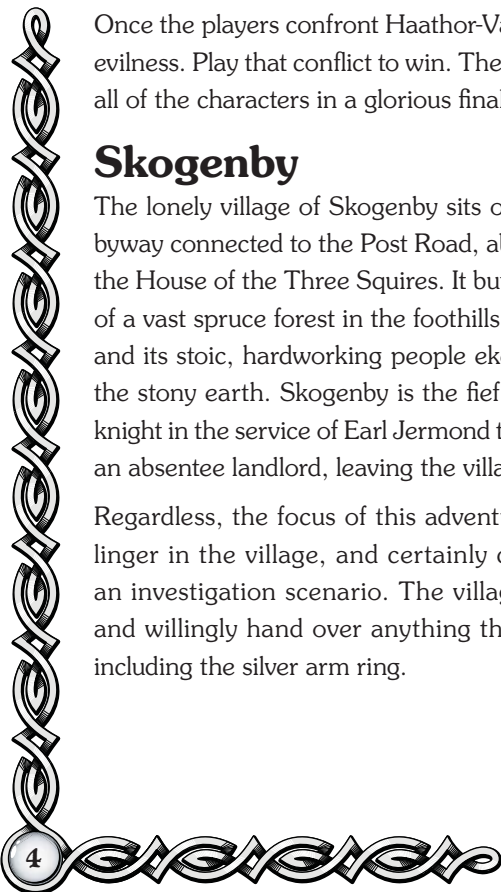 Once the players confront Haathor-Va
evilness. Play that conflict to win. The
all of the characters in a glorious final
Skogenby
The lonely village of Skogenby sits o
byway connected to the Post Road, a
the House of the Three Squires. It bu
of a vast spruce forest in the foothills
and its stoic, hardworking people ek
the stony earth. Skogenby is the fief
knight in the service of Earl Jermond t
an absentee landlord, leaving the villa
Regardless, the focus of this advent
linger in the village, and certainly
an investigation scenario. The villag
and willingly hand over anything th
including the silver arm ring.
4